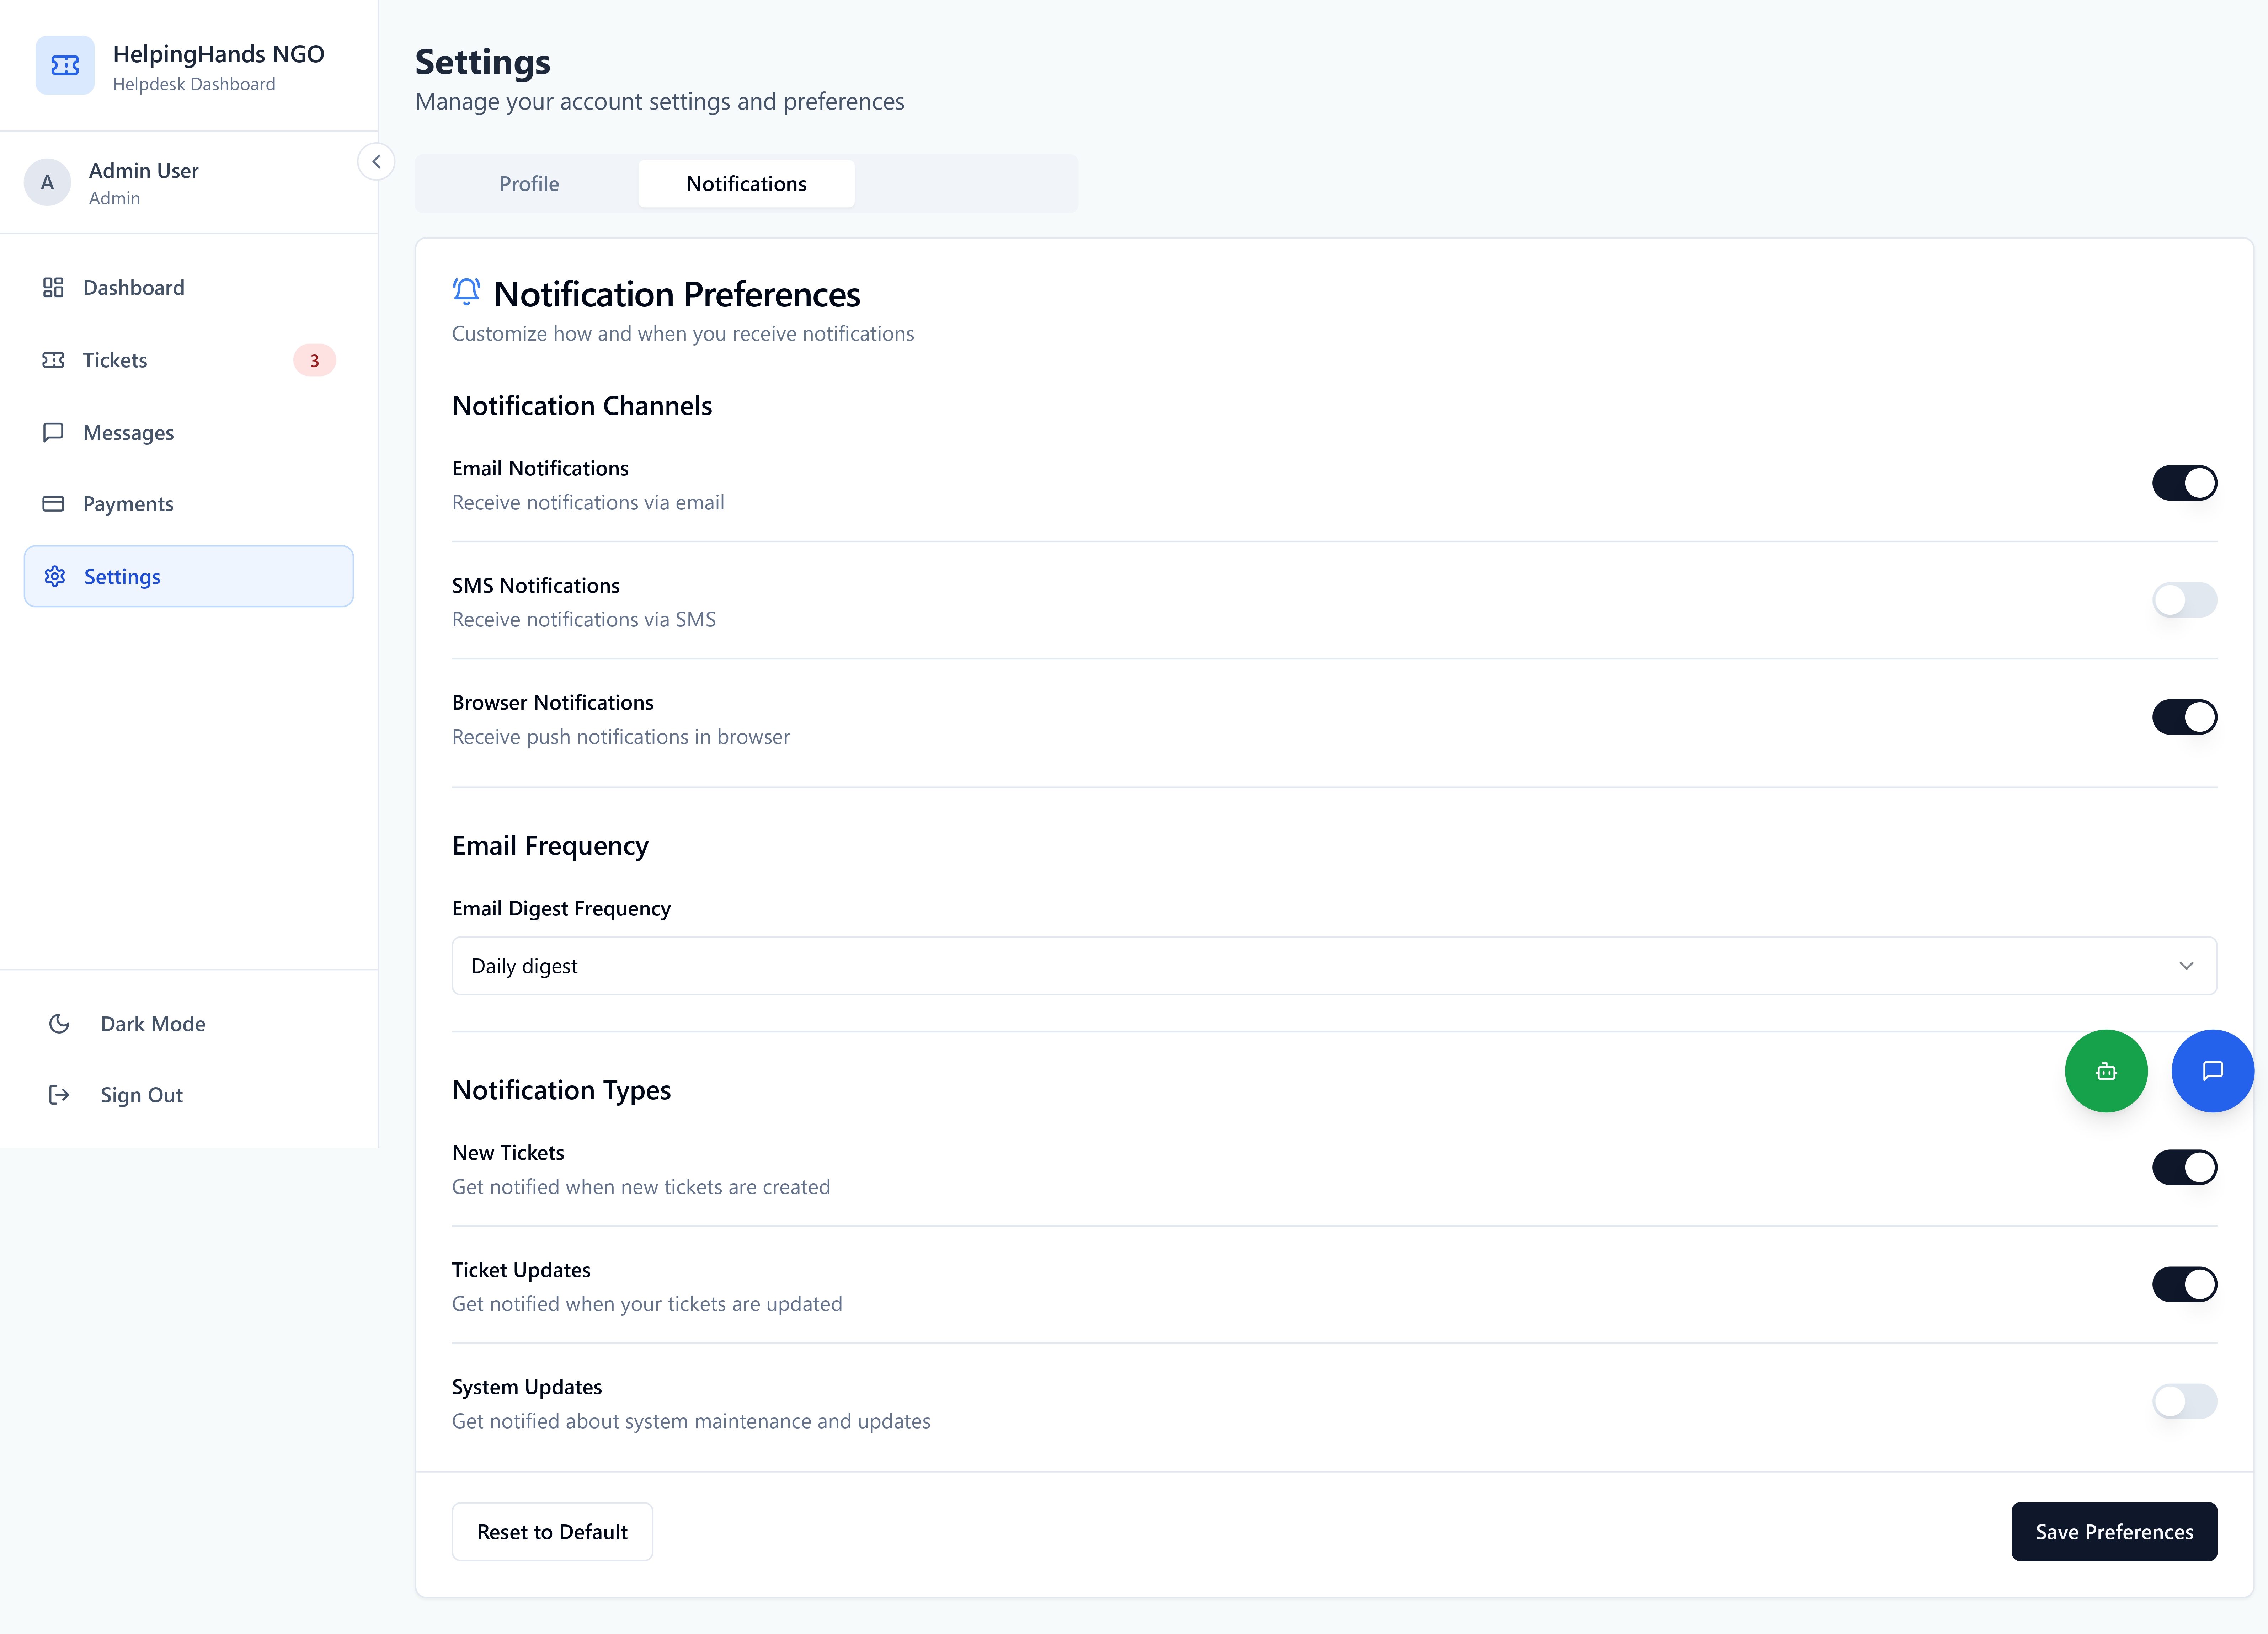 HelpingHands NGO
Helpdesk Dashboard
A
Admin User
Admin
Dashboard
Tickets
3
Messages
Payments
Settings
Dark Mode
Sign Out
Settings
Manage your account settings and preferences
Profile
Notifications
Notification Preferences
Customize how and when you receive notifications
Notification Channels
Email Notifications
Receive notifications via email
SMS Notifications
Receive notifications via SMS
Browser Notifications
Receive push notifications in browser
Email Frequency
Email Digest Frequency
Daily digest
Notification Types
New Tickets
Get notified when new tickets are created
Ticket Updates
Get notified when your tickets are updated
System Updates
Get notified about system maintenance and updates
Reset to Default
Save Preferences